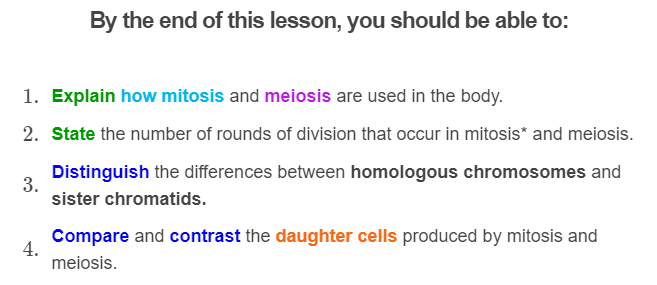 By the end of this lesson, you should be able to:
1. Explain how mitosis and meiosis are used in the body.
2. State the number of rounds of division that occur in mitosis* and meiosis.
3. Distinguish the differences between homologous chromosomes and
sister chromatids.
4. Compare and contrast the daughter cells produced by mitosis and
meiosis.